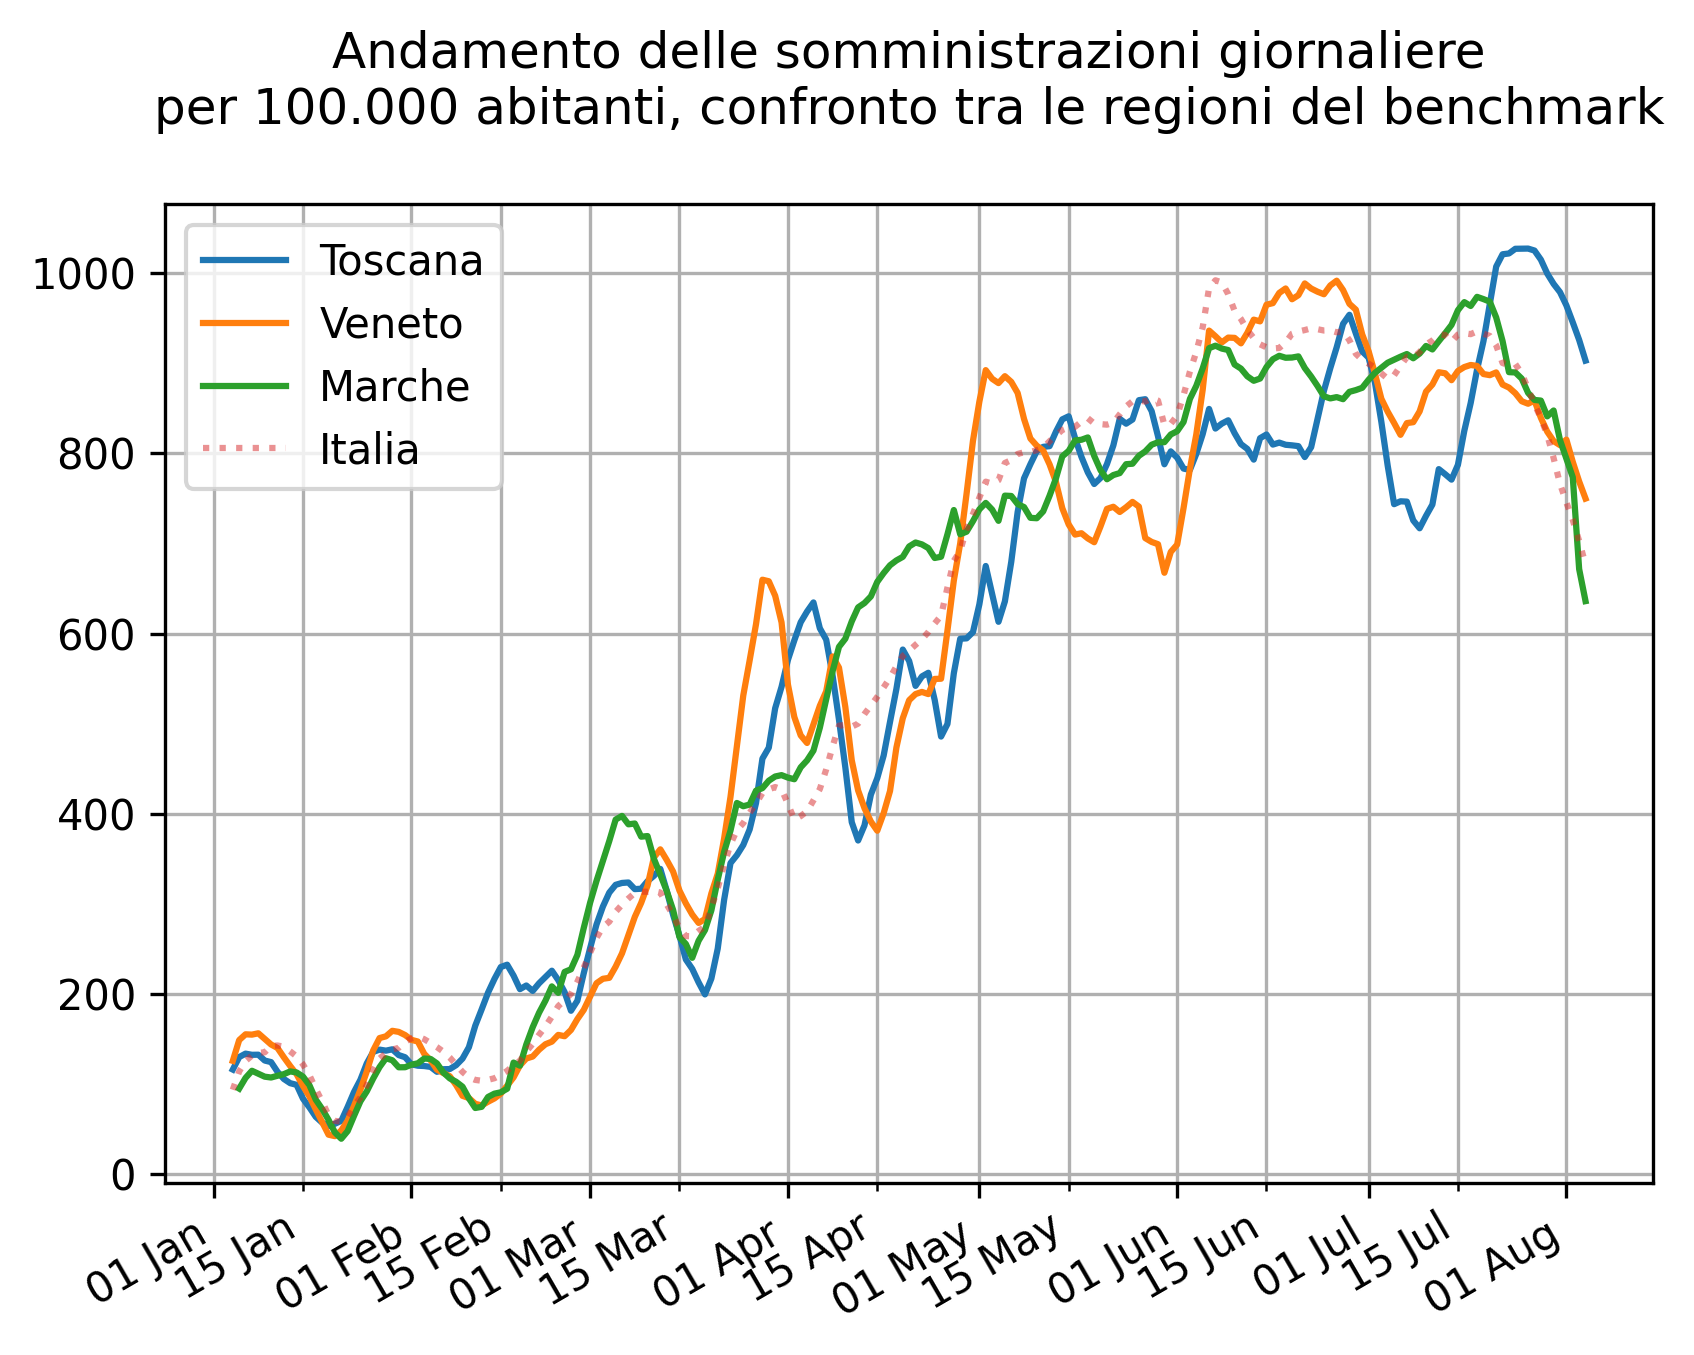 Andamento delle somministrazioni giornaliere
per 100.000 abitanti, confronto tra le regioni del benchmark
Toscana
Veneto
Marche
Italia
1000
800
600
400
200
0
01 Jan
15 Jan
01 Feb
15 Feb
01 Mar
15 Mar
01 Apr
15 Apr
01 May
15 May
01 Jun
15 Jun
01 Jul
15 Jul
01 Aug